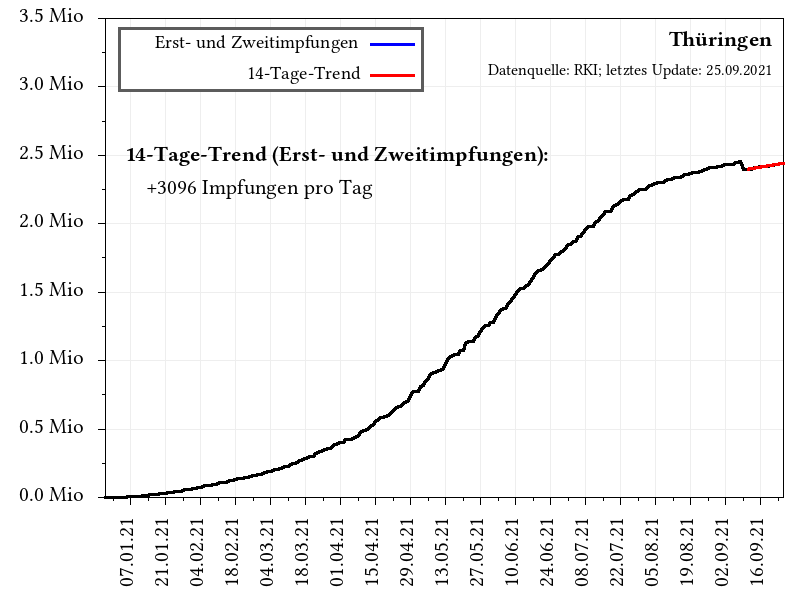 3.5 Mio
3.0 Mio
2.5 Mio
2.0 Mio
1.5 Mio
1.0 Mio
0.5 Mio
0.0 Mio
Erst- und Zweitimpfungen
14-Tage-Trend
Thüringen
Datenquelle: RKI; letztes Update: 25.09.2021
14-Tage-Trend (Erst- und Zweitimpfungen):
+3096 Impfungen pro Tag
07.01.21
21.01.21
04.02.21
18.02.21
04.03.21
18.03.21
01.04.21
15.04.21
29.04.21
13.05.21
27.05.21
10.06.21
24.06.21
08.07.21
22.07.21
05.08.21
19.08.21
02.09.21
16.09.21